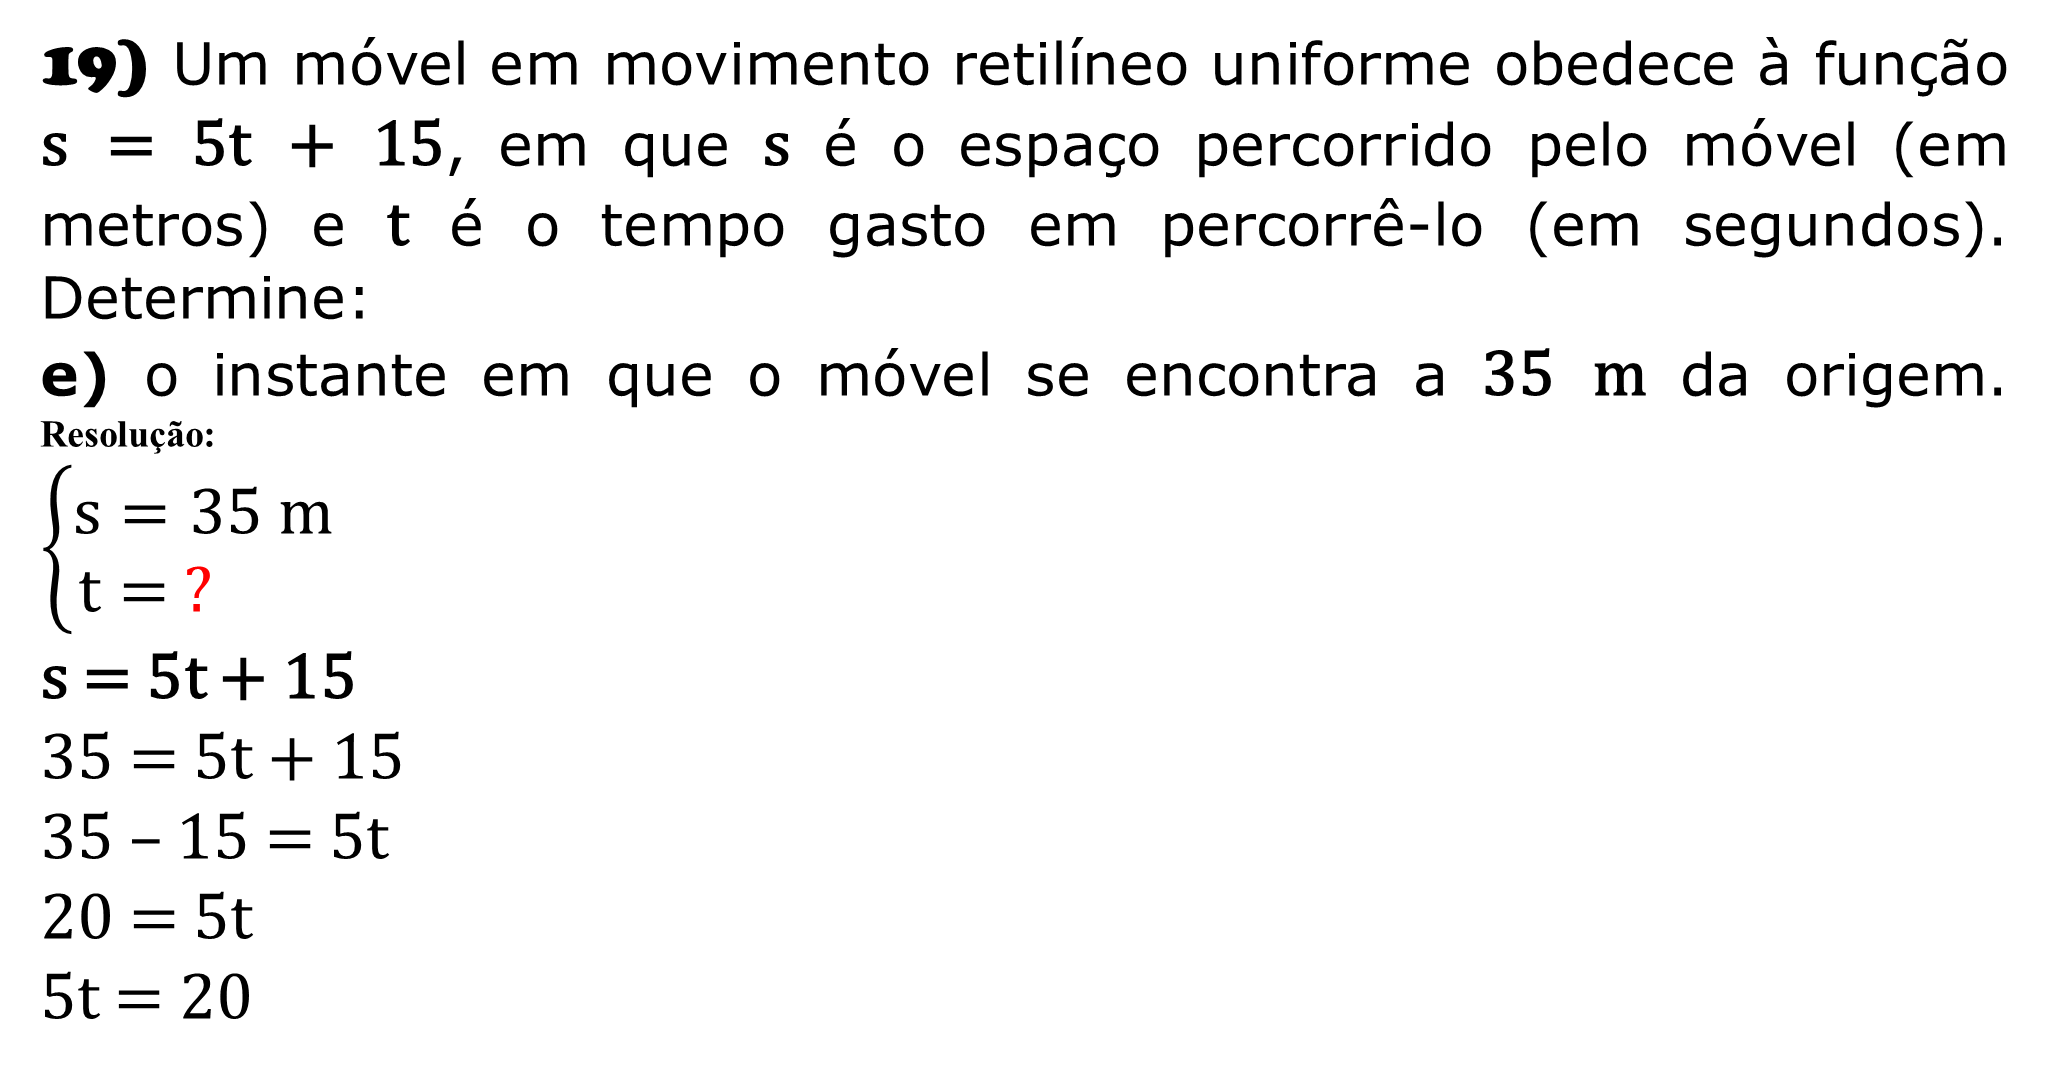 19) Um móvel em movimento retilíneo uniforme obedece à função
s = 5t + 15, em que s é o espaço percorrido pelo móvel (em
metros) e t é o tempo gasto em percorrê-lo (em segundos).
Determine:
e) o instante em que o móvel se encontra a 35 m da origem.
Resolução:
s = 35 m
t = ?
s = 5t + 15
35 = 5t + 15
35 – 15 = 5t
20 = 5t
5t = 20